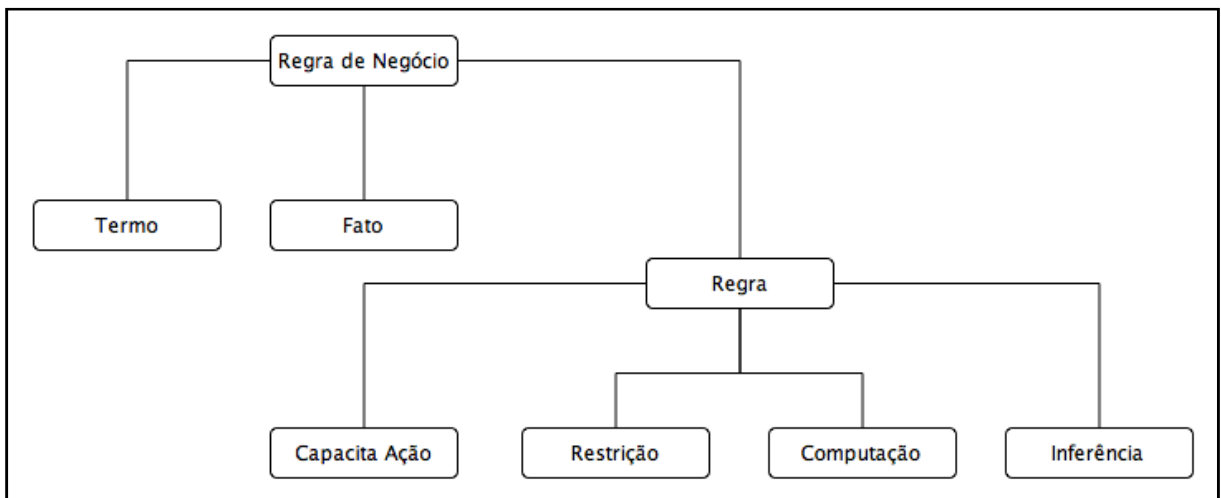 Regra de Negócio
Termo
Fato
Regra
Capacita Ação
Restrição
Computação
Inferência